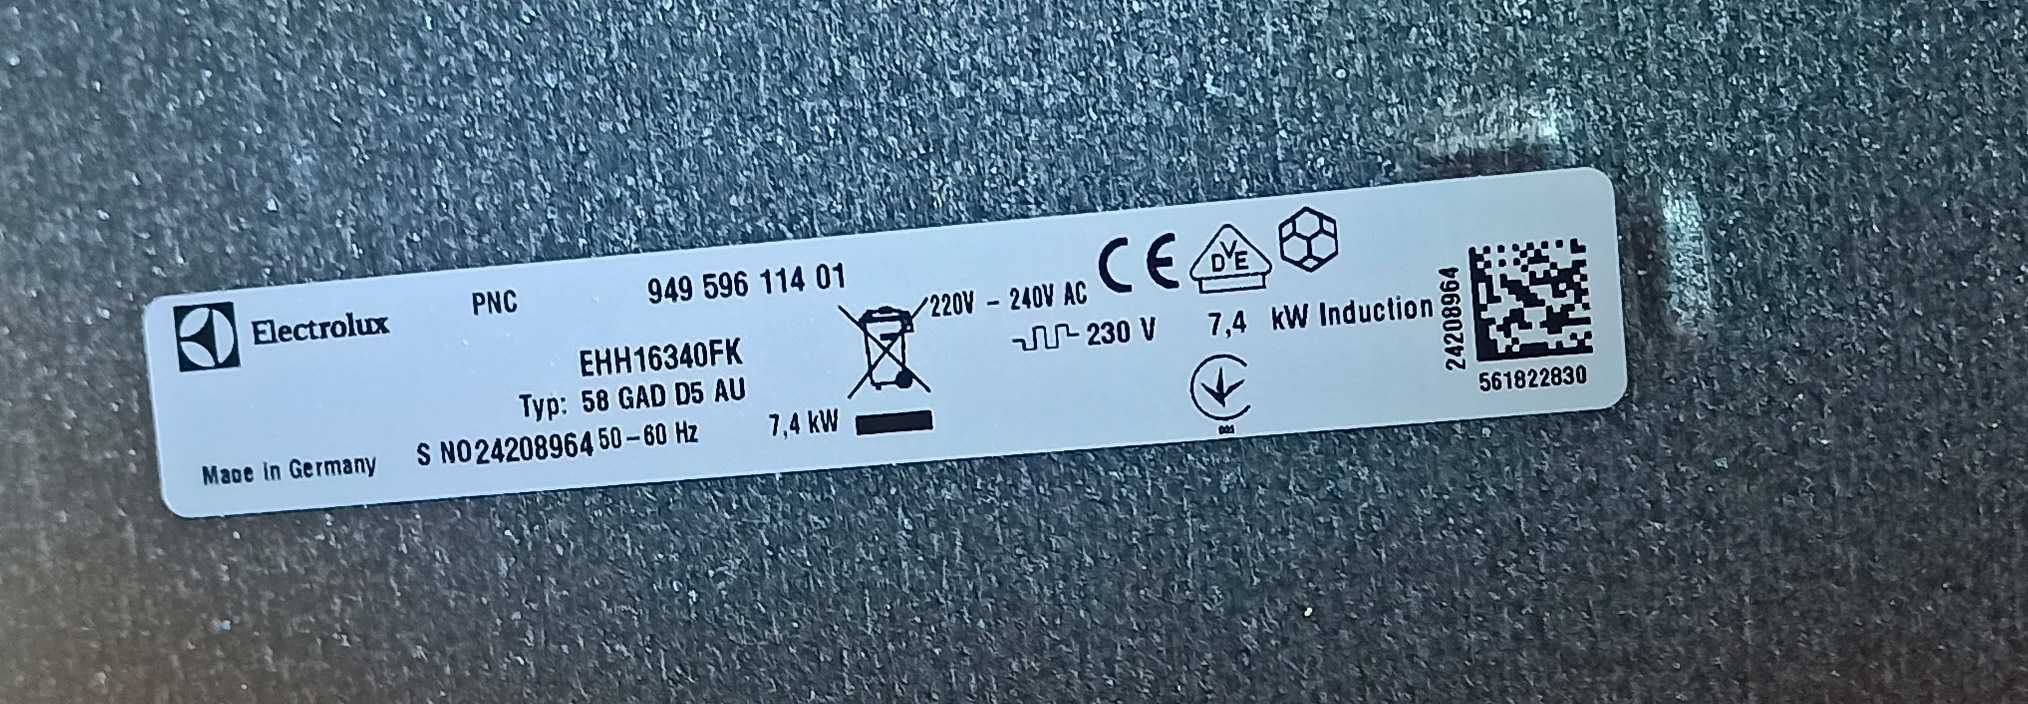 Electrolux
PNC 949 596 114 01
EHH16340FK
Typ: 58 GAD D5 AU
Made in Germany
S NO 24208964 50-60 Hz
7,4 kW
220V - 240V AC
230 V
CE
DVE
7,4 kW Induction
24208964
561822830